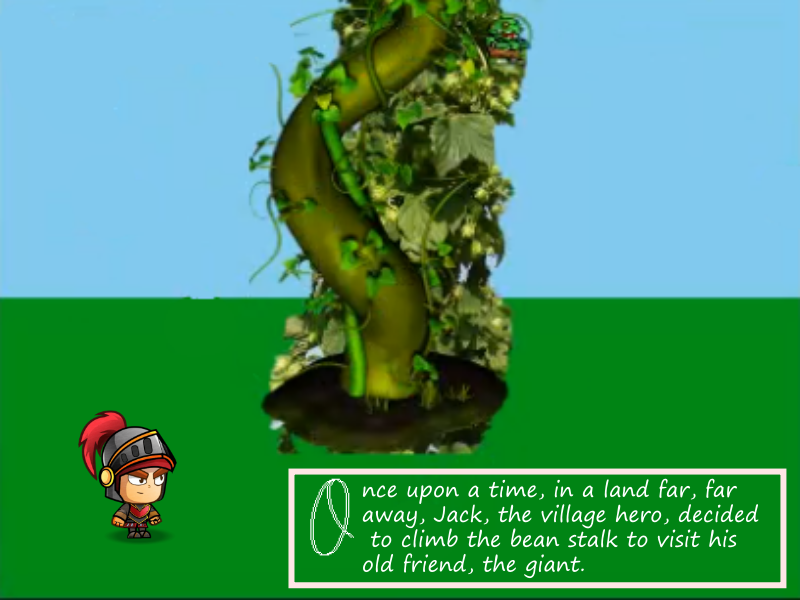 Once upon a time, in a land far, far
away, Jack, the village hero, decided
to climb the bean stalk to visit his
old friend, the giant.